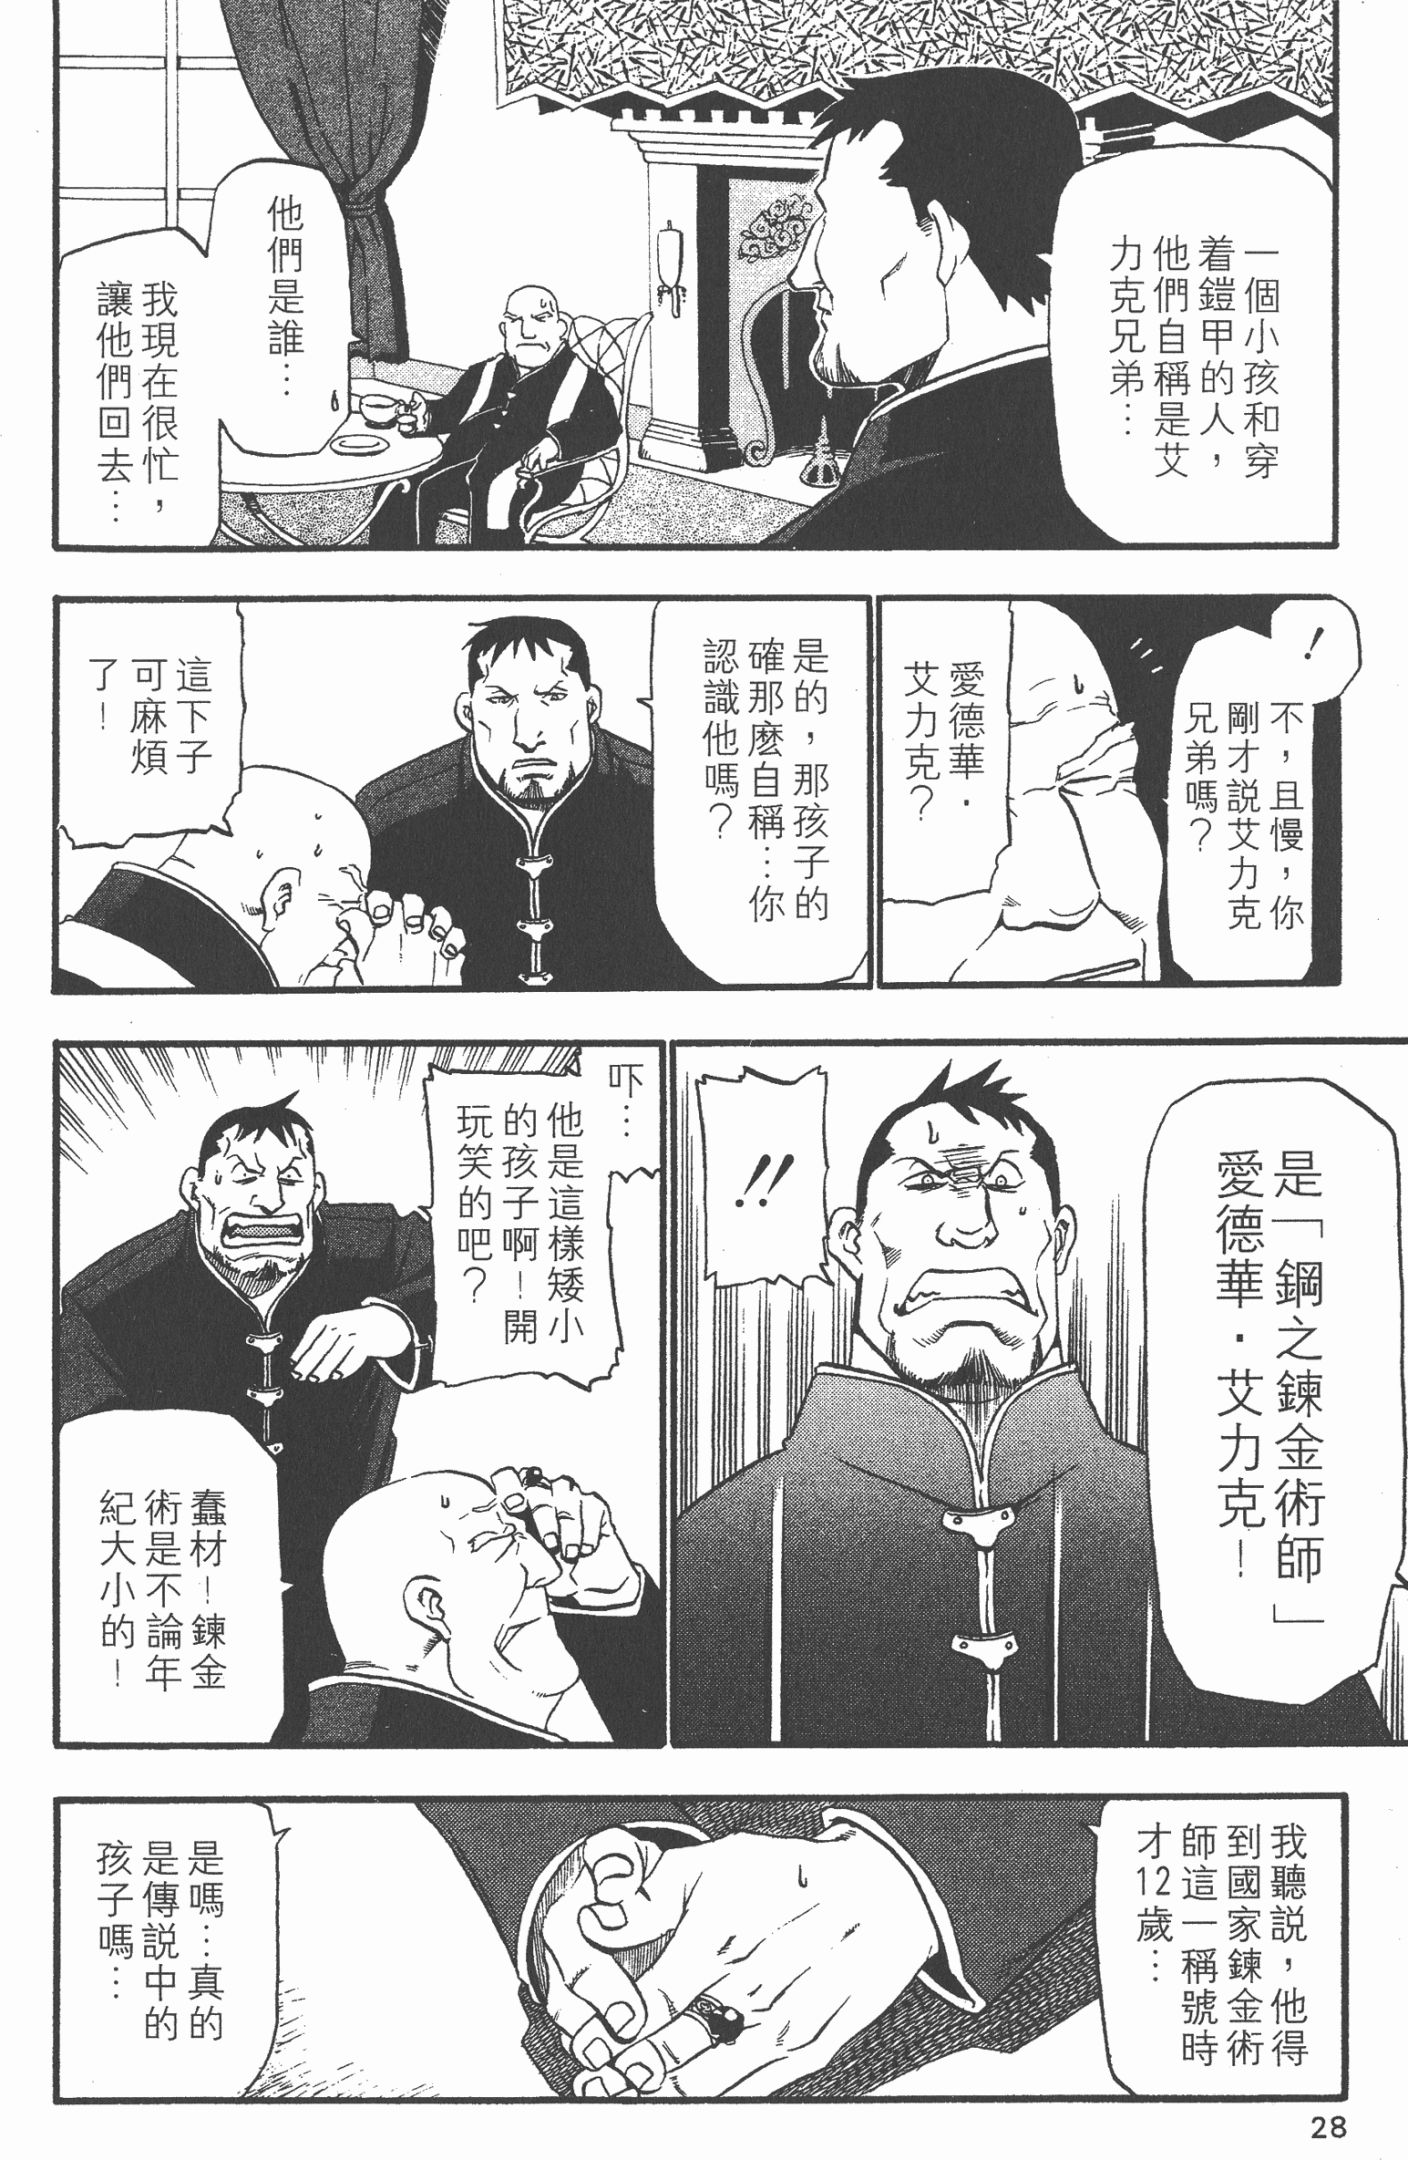 一個小孩和穿
着鎧甲的人，
他們自稱是艾
力克兄弟…
他們是誰…
我現在很忙，
讓他們回去…
！
不，且慢，你
剛才説艾力克
兄弟嗎？
愛德華．
艾力克？
是的，那孩子的
確那麽自稱…你
認識他嗎？
這下子
可麻煩
了！
是「鋼之鍊金術師」
愛德華．艾力克！
！！
吓…
他是這樣矮小
的孩子啊！開
玩笑的吧？
蠢材！鍊金
術是不論年
紀大小的！
我聽説，他得
到國家鍊金術
師這一稱號時
才12歲…
是嗎…真的
是傳説中的
孩子嗎…
28